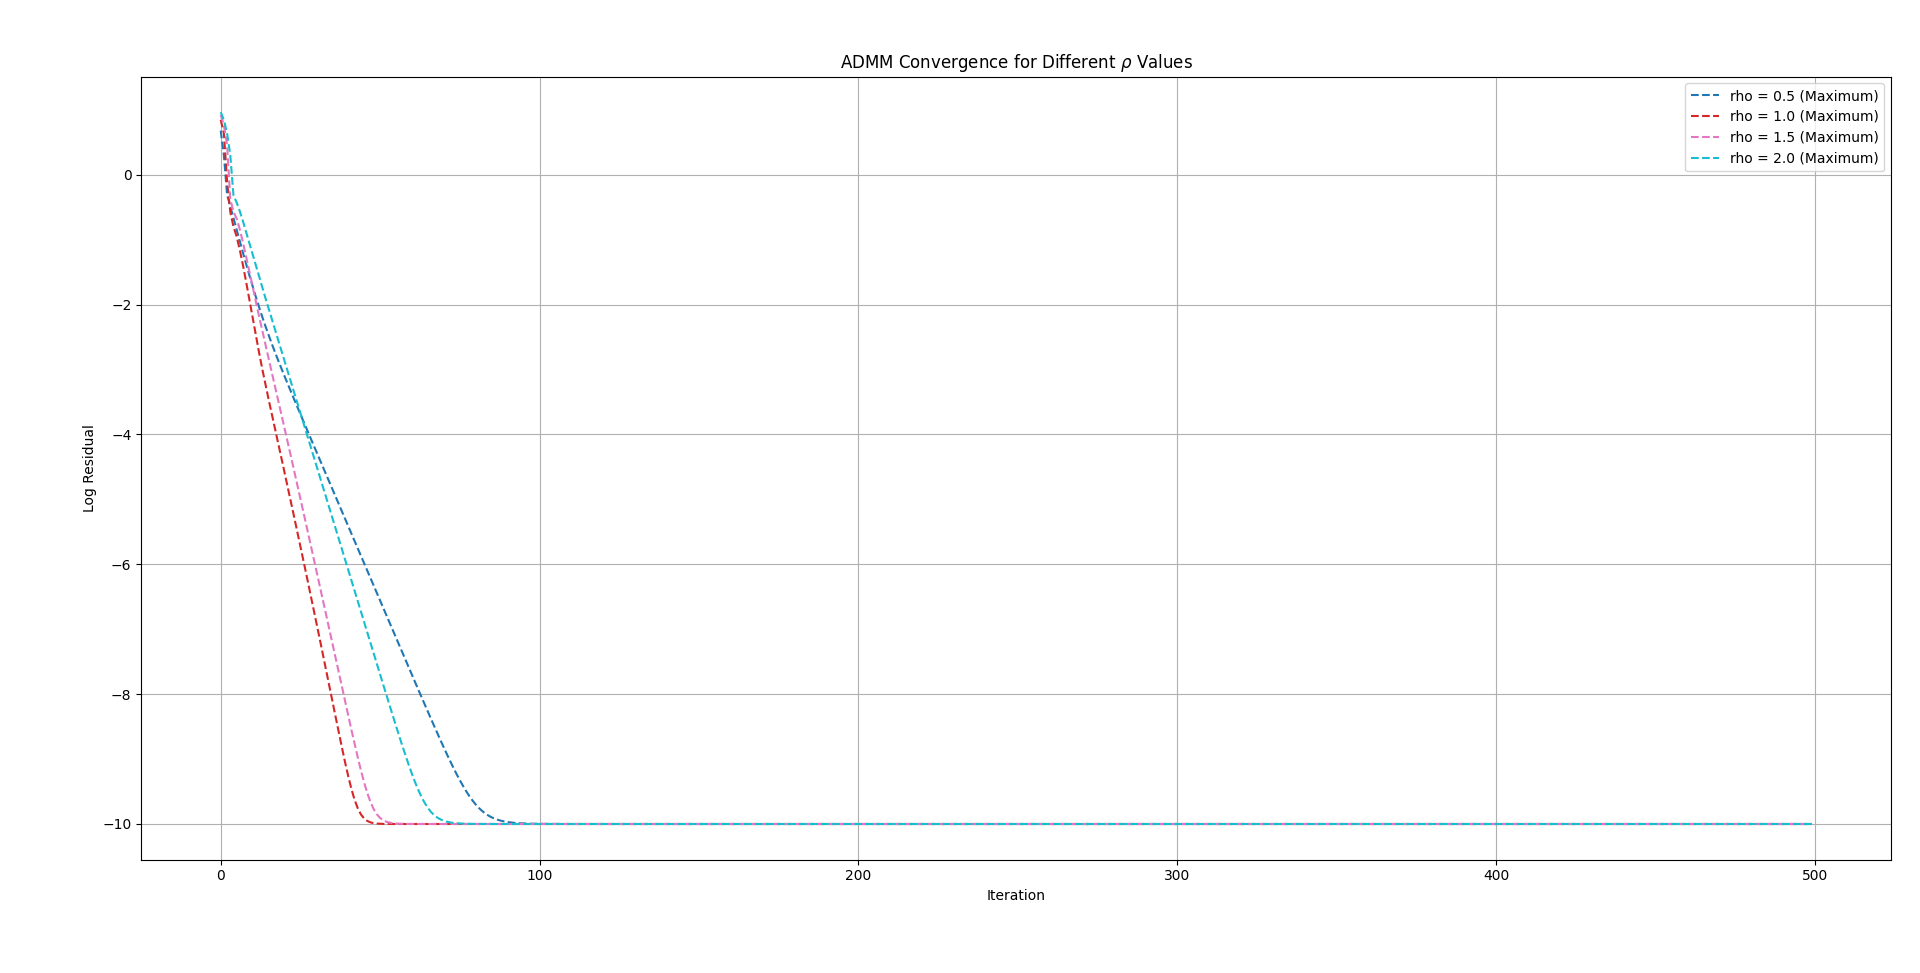 ADMM Convergence for Different ρ Values
rho = 0.5 (Maximum)
rho = 1.0 (Maximum)
rho = 1.5 (Maximum)
rho = 2.0 (Maximum)
0
−2
−4
−6
−8
−10
Log Residual
0 100 200 300 400 500
Iteration